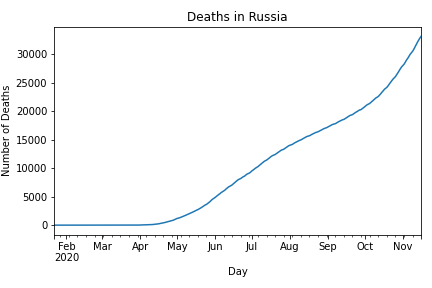 Deaths in Russia
Number of Deaths
30000
25000
20000
15000
10000
5000
0
Feb Mar Apr May Jun Jul Aug Sep Oct Nov
2020
Day